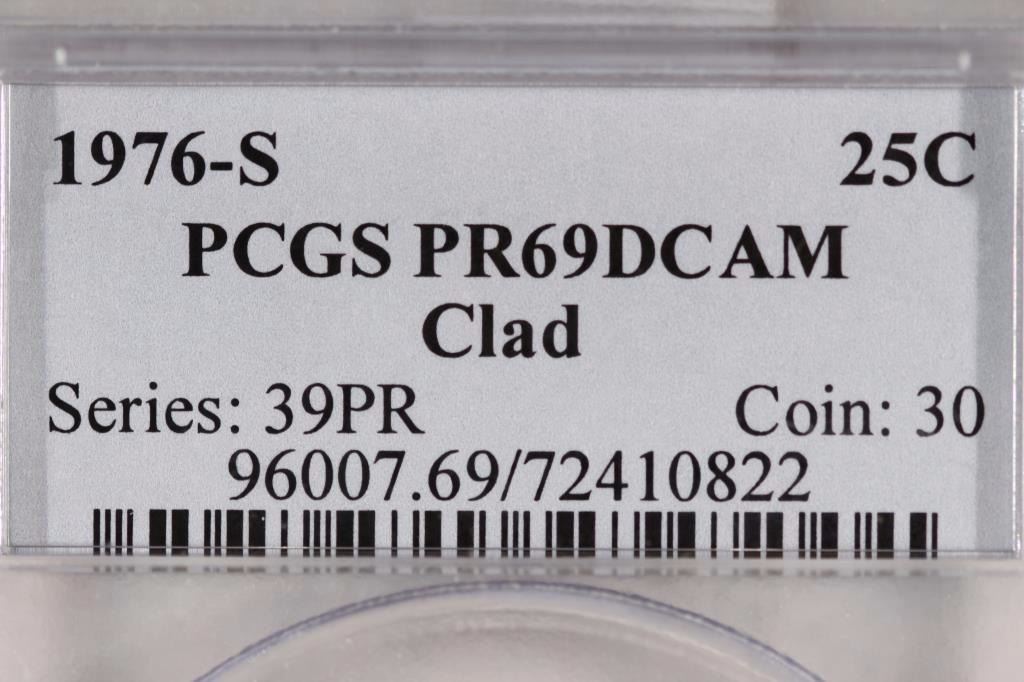 1976-S 25C
PCGS PR69DCAM
Clad
Series: 39PR Coin: 30
96007.69/72410822